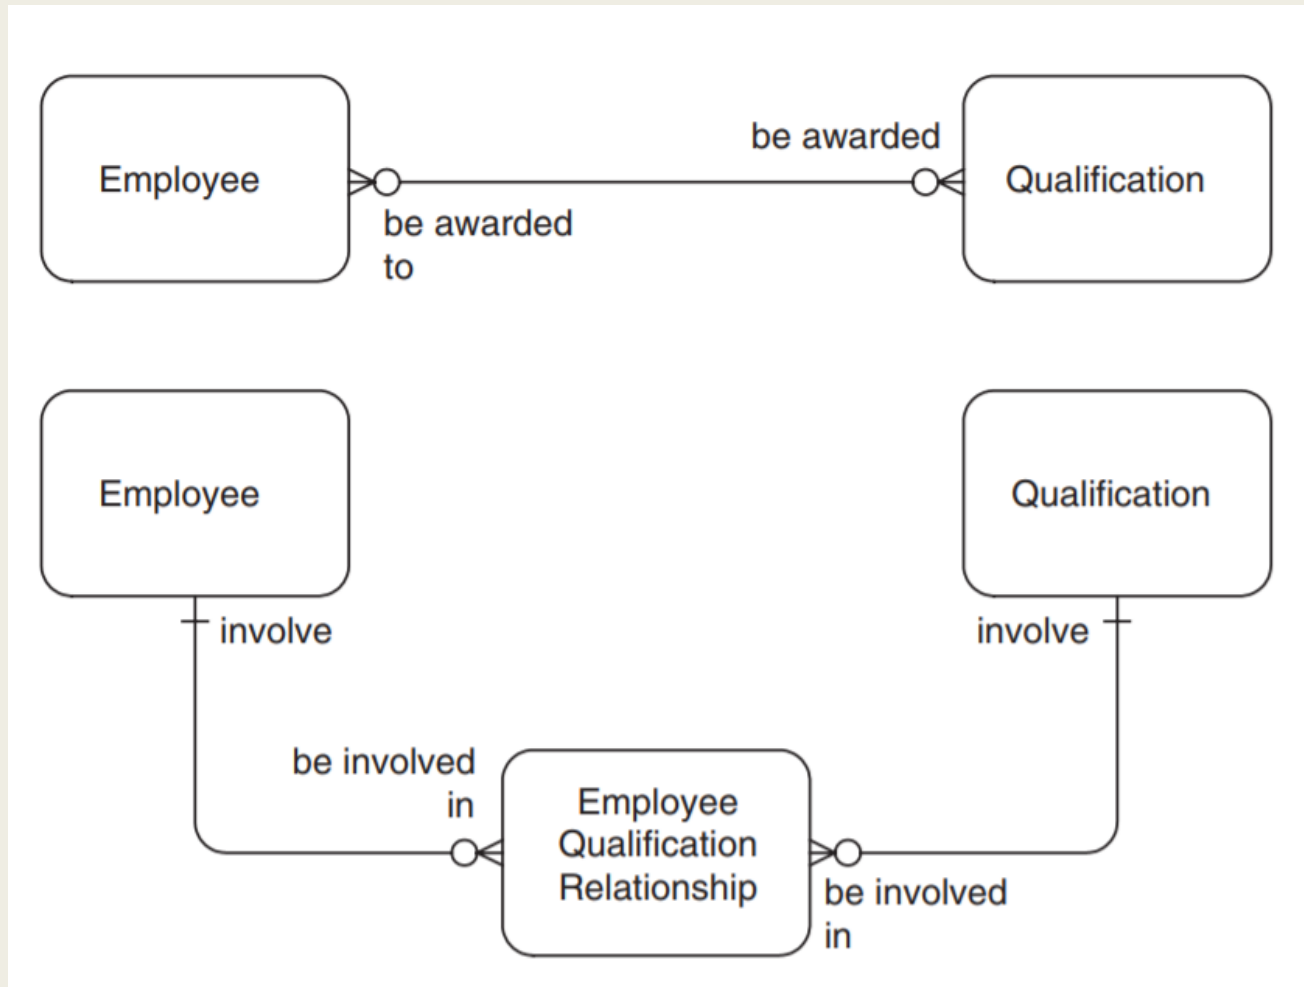 be awarded
Employee
Qualification
be awarded
to
Employee
Qualification
involve
involve
be involved
in
Employee
Qualification
Relationship
be involved
in